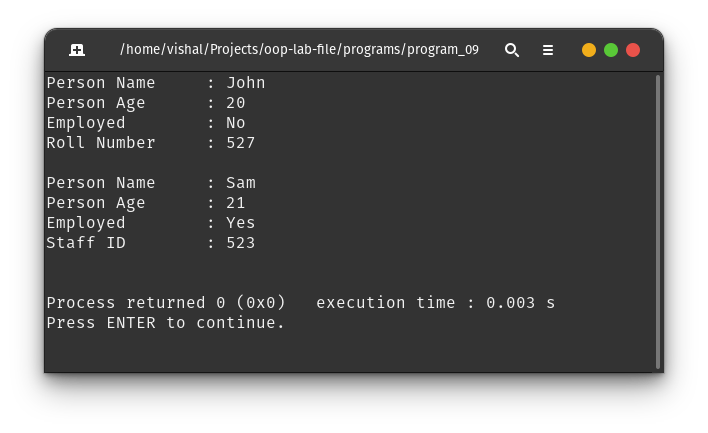 /home/vishal/Projects/oop-lab-file/programs/program_09
Person Name     : John
Person Age      : 20
Employed        : No
Roll Number     : 527

Person Name     : Sam
Person Age      : 21
Employed        : Yes
Staff ID        : 523

Process returned 0 (0x0)   execution time : 0.003 s
Press ENTER to continue.